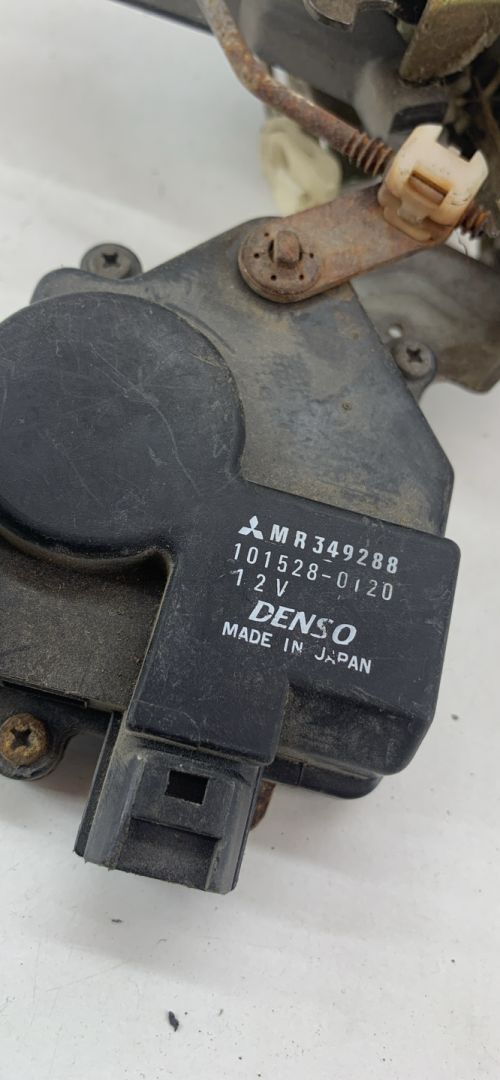 MR349288
101528-0120
12V
DENSO
MADE IN JAPAN